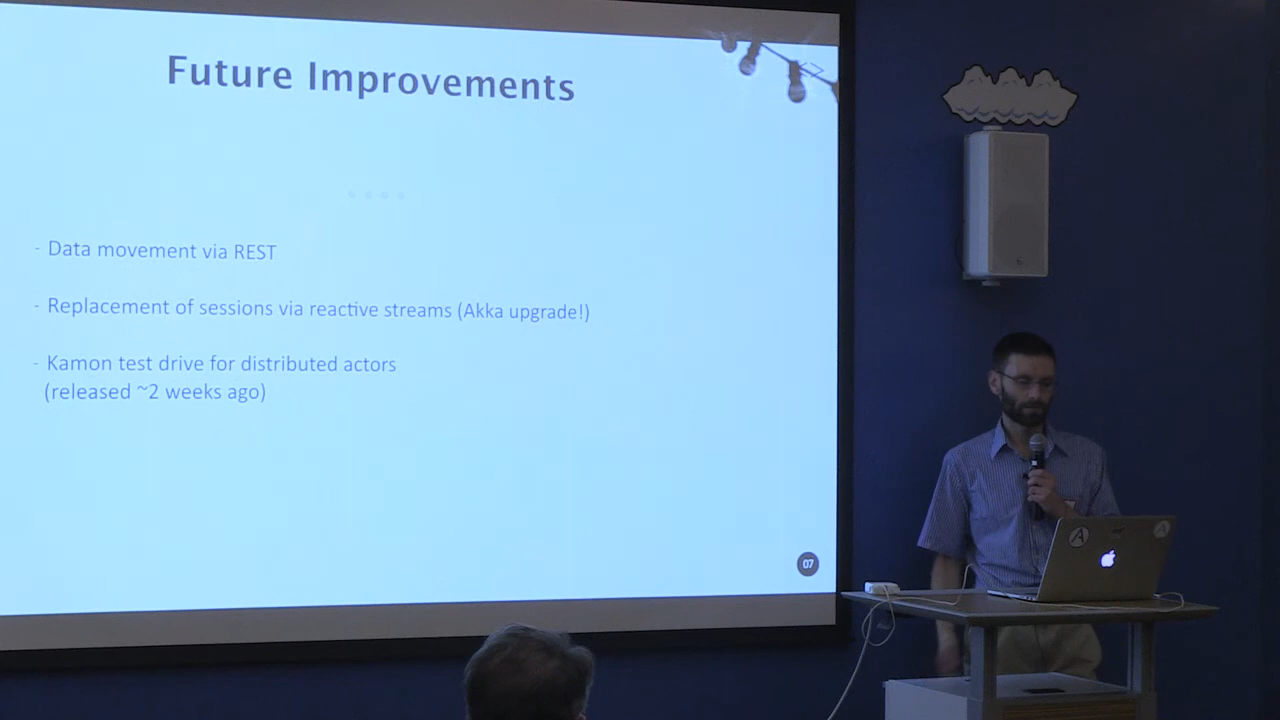 Future Improvements
- Data movement via REST
- Replacement of sessions via reactive streams (Akka upgrade!)
- Kamon test drive for distributed actors
(released ~2 weeks ago)
07
A
A